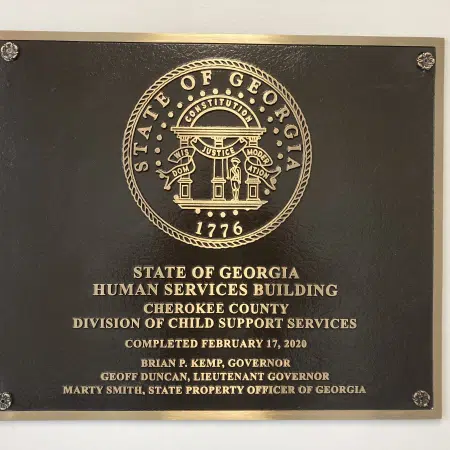 STATE OF GEORGIA
CONSTITUTION
JUSTICE
WISDOM
MODERATION
1776
STATE OF GEORGIA
HUMAN SERVICES BUILDING
CHEROKEE COUNTY
DIVISION OF CHILD SUPPORT SERVICES
COMPLETED FEBRUARY 17, 2020
BRIAN P. KEMP, GOVERNOR
GEOFF DUNCAN, LIEUTENANT GOVERNOR
MARTY SMITH, STATE PROPERTY OFFICER OF GEORGIA